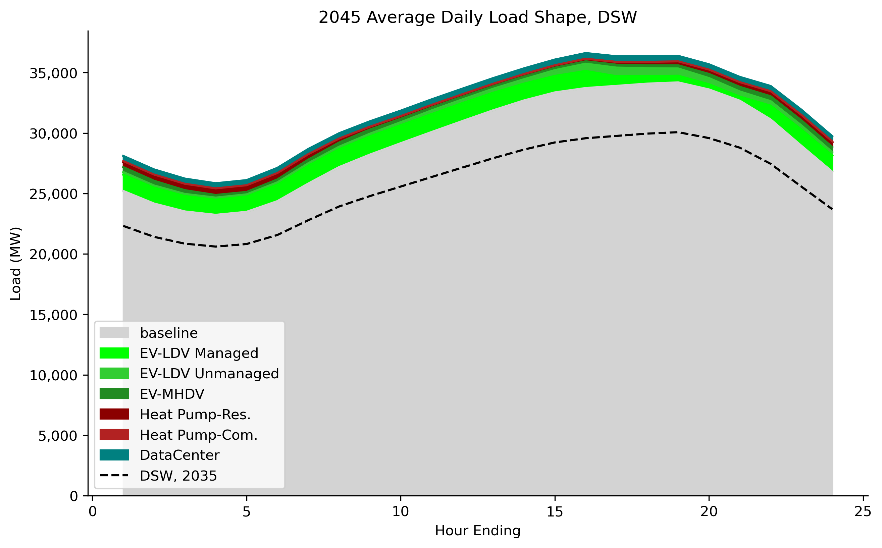 2045 Average Daily Load Shape, DSW
Load (MW)
35,000
30,000
25,000
20,000
15,000
10,000
5,000
0
baseline
EV-LDV Managed
EV-LDV Unmanaged
EV-MHDV
Heat Pump-Res.
Heat Pump-Com.
DataCenter
DSW, 2035
0 5 10 15 20 25
Hour Ending